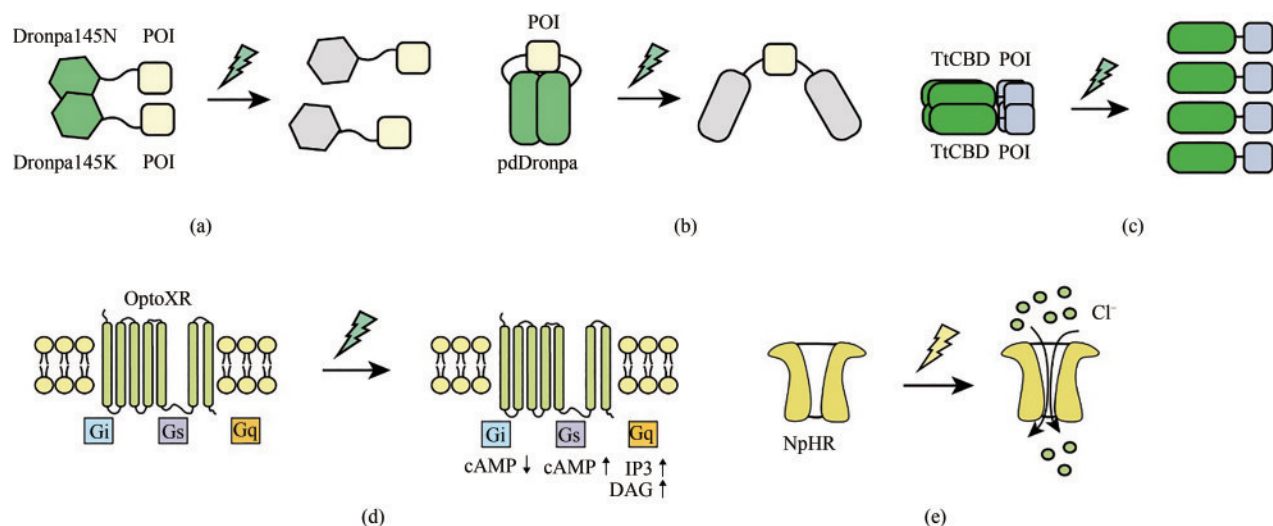 Dronpa145N POI
Dronpa145K POI
(a)
POI
pdDronpa
(b)
TtCBD POI
TtCBD POI
(c)
OptoXR
Gi Gs Gq
Gi Gs Gq
cAMP ↓ cAMP ↑ IP3 ↑
DAG ↑
(d)
NpHR
Cl⁻
(e)